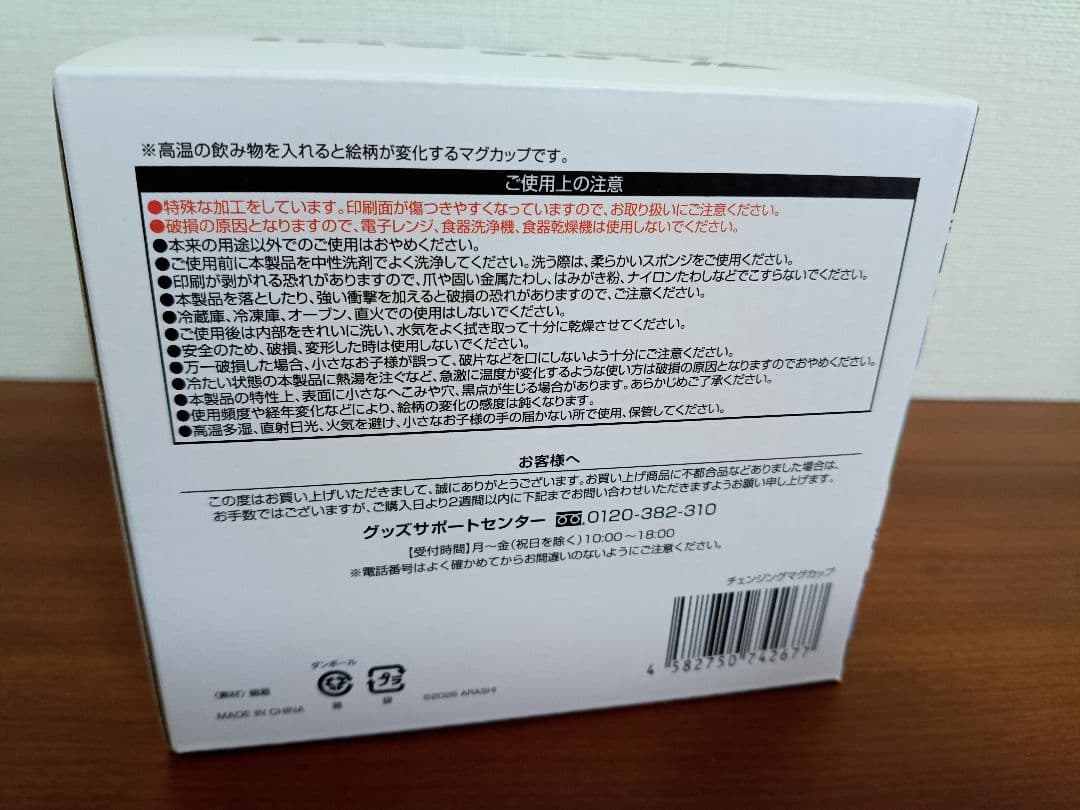 ※高温の飲み物を入れると絵柄が変化するマグカップです。
ご使用上の注意
●特殊な加工をしています。印刷面が傷つきやすくなっていますので、お取り扱いにご注意ください。
●破損の原因となりますので、電子レンジ、食器洗浄機、食器乾燥機は使用しないでください。
●本来の用途以外でのご使用はおやめください。
●ご使用前に本製品を中性洗剤でよく洗浄してください。洗う際は、柔らかいスポンジをご使用ください。
●印刷が剥がれる恐れがありますので、爪や固い金属たわし、はみがき粉、ナイロンたわしなどでこすらないでください。
●本製品を落としたり、強い衝撃を加えると破損の恐れがありますので、ご注意ください。
●冷蔵庫、冷凍庫、オーブン、直火での使用はしないでください。
●ご使用後は内部をきれいに洗い、水気をよく拭き取って十分に乾燥させてください。
●安全のため、破損、変形した時は使用しないでください。
●万一破損した場合、小さなお子様が誤って、破片などを口にしないよう十分にご注意ください。
●冷たい状態の本製品に熱湯を注ぐなど、急激に温度が変化するような使い方は破損の原因となりますのでおやめください。
●本製品の特性上、表面に小さなへこみや穴、黒点が生じる場合があります。あらかじめご了承ください。
●使用頻度や経年変化などにより、絵柄の変化の感度は鈍くなります。
●高温多湿、直射日光、火気を避け、小さなお子様の手の届かない所で使用、保管してください。
お客様へ
この度はお買い上げいただきまして、誠にありがとうございます。お買い上げ商品に不都合品などありました場合は、
お手数ではございますが、ご購入日より2週間以内に下記までお問い合わせいただきますようお願い申し上げます。
グッズサポートセンター 0120-382-310
【受付時間】月～金(祝日を除く)10:00～18:00
※電話番号はよく確かめてからお間違いのないようにご注意ください。
チェンジングマグカップ
4 582750 742677
ダンボール
プラ
箱
袋
MADE IN CHINA
©2026 ARASHI